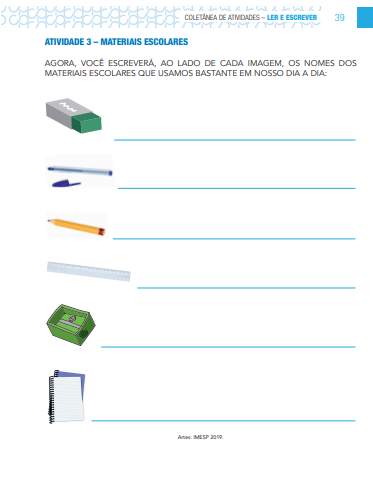 COLETÂNEA DE ATIVIDADES – LER E ESCREVER 39
ATIVIDADE 3 – MATERIAIS ESCOLARES
AGORA, VOCÊ ESCREVERÁ, AO LADO DE CADA IMAGEM, OS NOMES DOS
MATERIAIS ESCOLARES QUE USAMOS BASTANTE EM NOSSO DIA A DIA:
Artes: IMESP 2019.